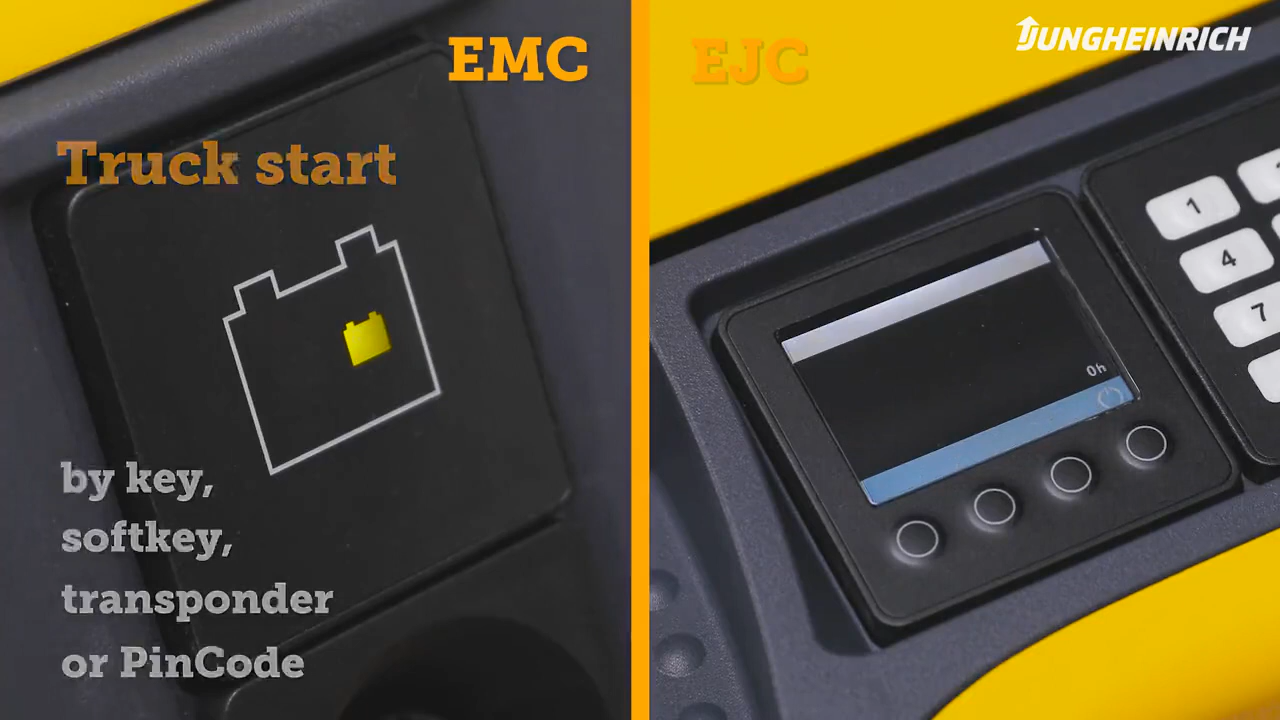 EMC
EJC
JUNGHEINRICH
Truck start
by key,
softkey,
transponder
or PinCode
0h
1
4
7